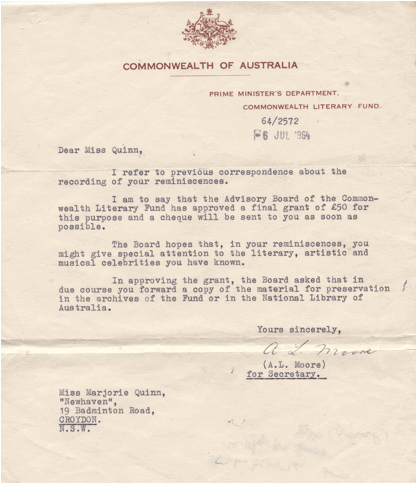 COMMONWEALTH OF AUSTRALIA
PRIME MINISTER'S DEPARTMENT.
COMMONWEALTH LITERARY FUND.
64/2572
6 JUL 1964
Dear Miss Quinn,
I refer to previous correspondence about the
recording of your reminiscences.
I am to say that the Advisory Board of the Common-
wealth Literary Fund has approved a final grant of £50 for
this purpose and a cheque will be sent to you as soon as
possible.
The Board hopes that, in your reminiscences, you
might give special attention to the literary, artistic and
musical celebrities you have known.
In approving the grant, the Board asked that in
due course you forward a copy of the material for preservation
in the archives of the Fund or in the National Library of
Australia.
Yours sincerely,
A L Moore
(A.L. Moore)
for Secretary.
Miss Marjorie Quinn,
"Newhaven",
19 Badminton Road,
CROYDON.
N.S.W.